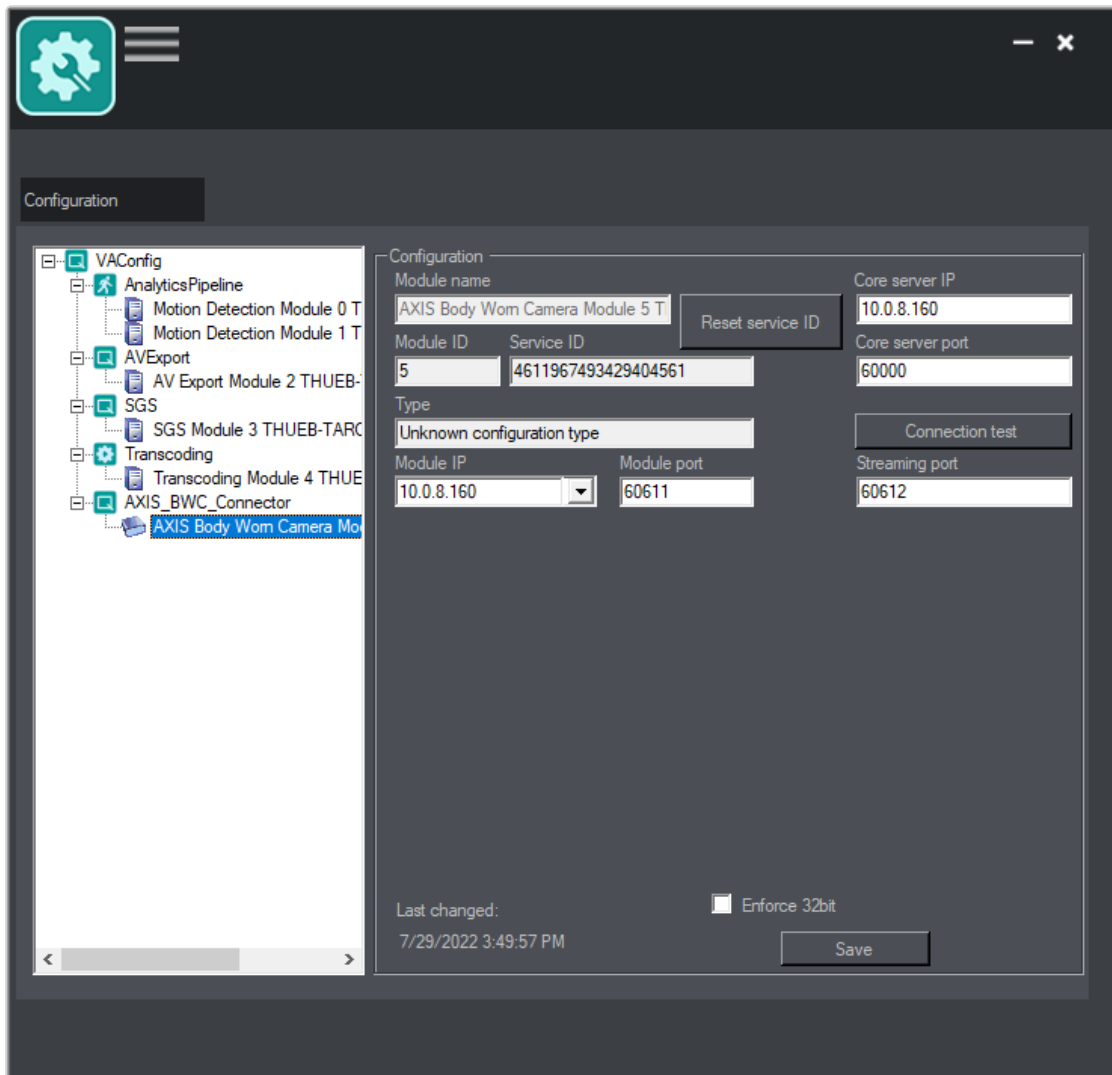 Configuration
VAConfig
AnalyticsPipeline
Motion Detection Module 0 T
Motion Detection Module 1 T
AVExport
AV Export Module 2 THUEB-
SGS
SGS Module 3 THUEB-TARC
Transcoding
Transcoding Module 4 THUE
AXIS_BWC_Connector
AXIS Body Worn Camera Mo
Configuration
Module name
Core server IP
AXIS Body Worn Camera Module 5 T
Reset service ID
10.0.8.160
Module ID Service ID
Core server port
5 4611967493429404561
60000
Type
Unknown configuration type
Connection test
Module IP Module port Streaming port
10.0.8.160 60611 60612
Last changed:
Enforce 32bit
7/29/2022 3:49:57 PM
Save